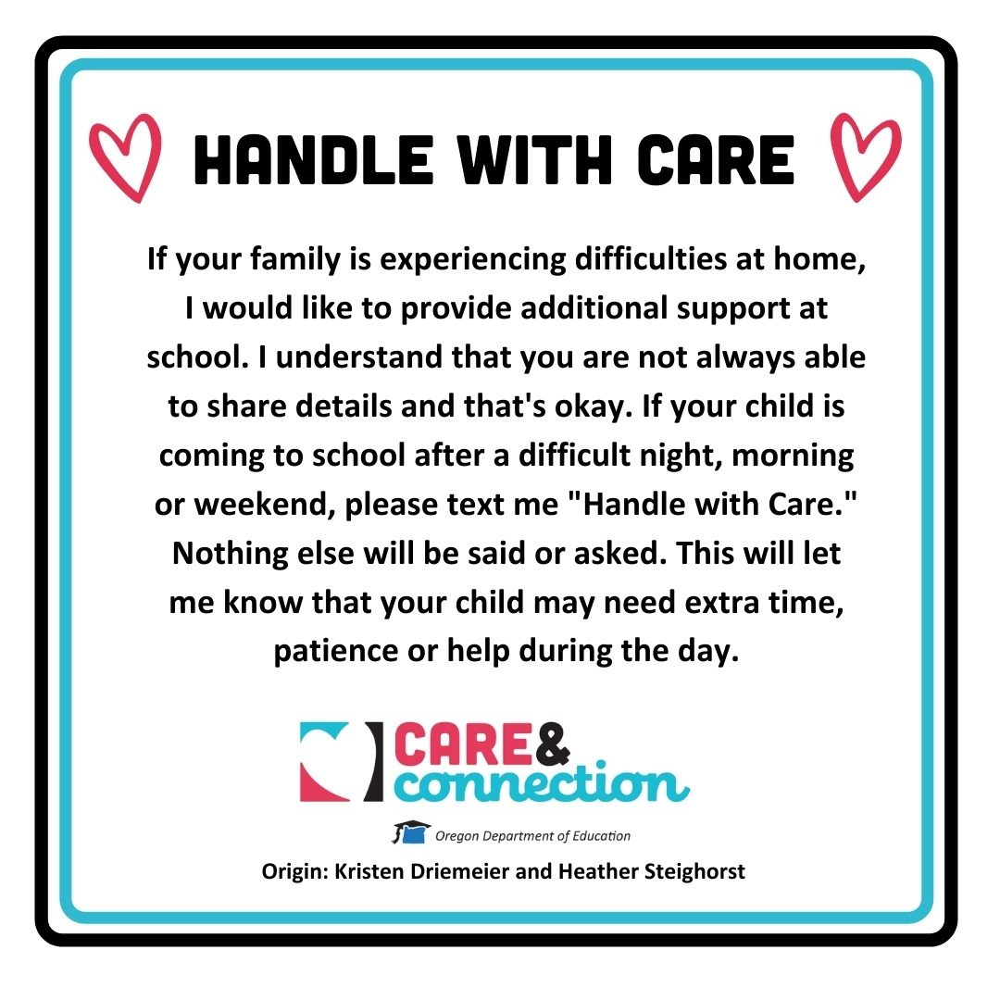 HANDLE WITH CARE
If your family is experiencing difficulties at home,
I would like to provide additional support at
school. I understand that you are not always able
to share details and that's okay. If your child is
coming to school after a difficult night, morning
or weekend, please text me "Handle with Care."
Nothing else will be said or asked. This will let
me know that your child may need extra time,
patience or help during the day.
CARE&
connection
Oregon Department of Education
Origin: Kristen Driemeier and Heather Steighorst